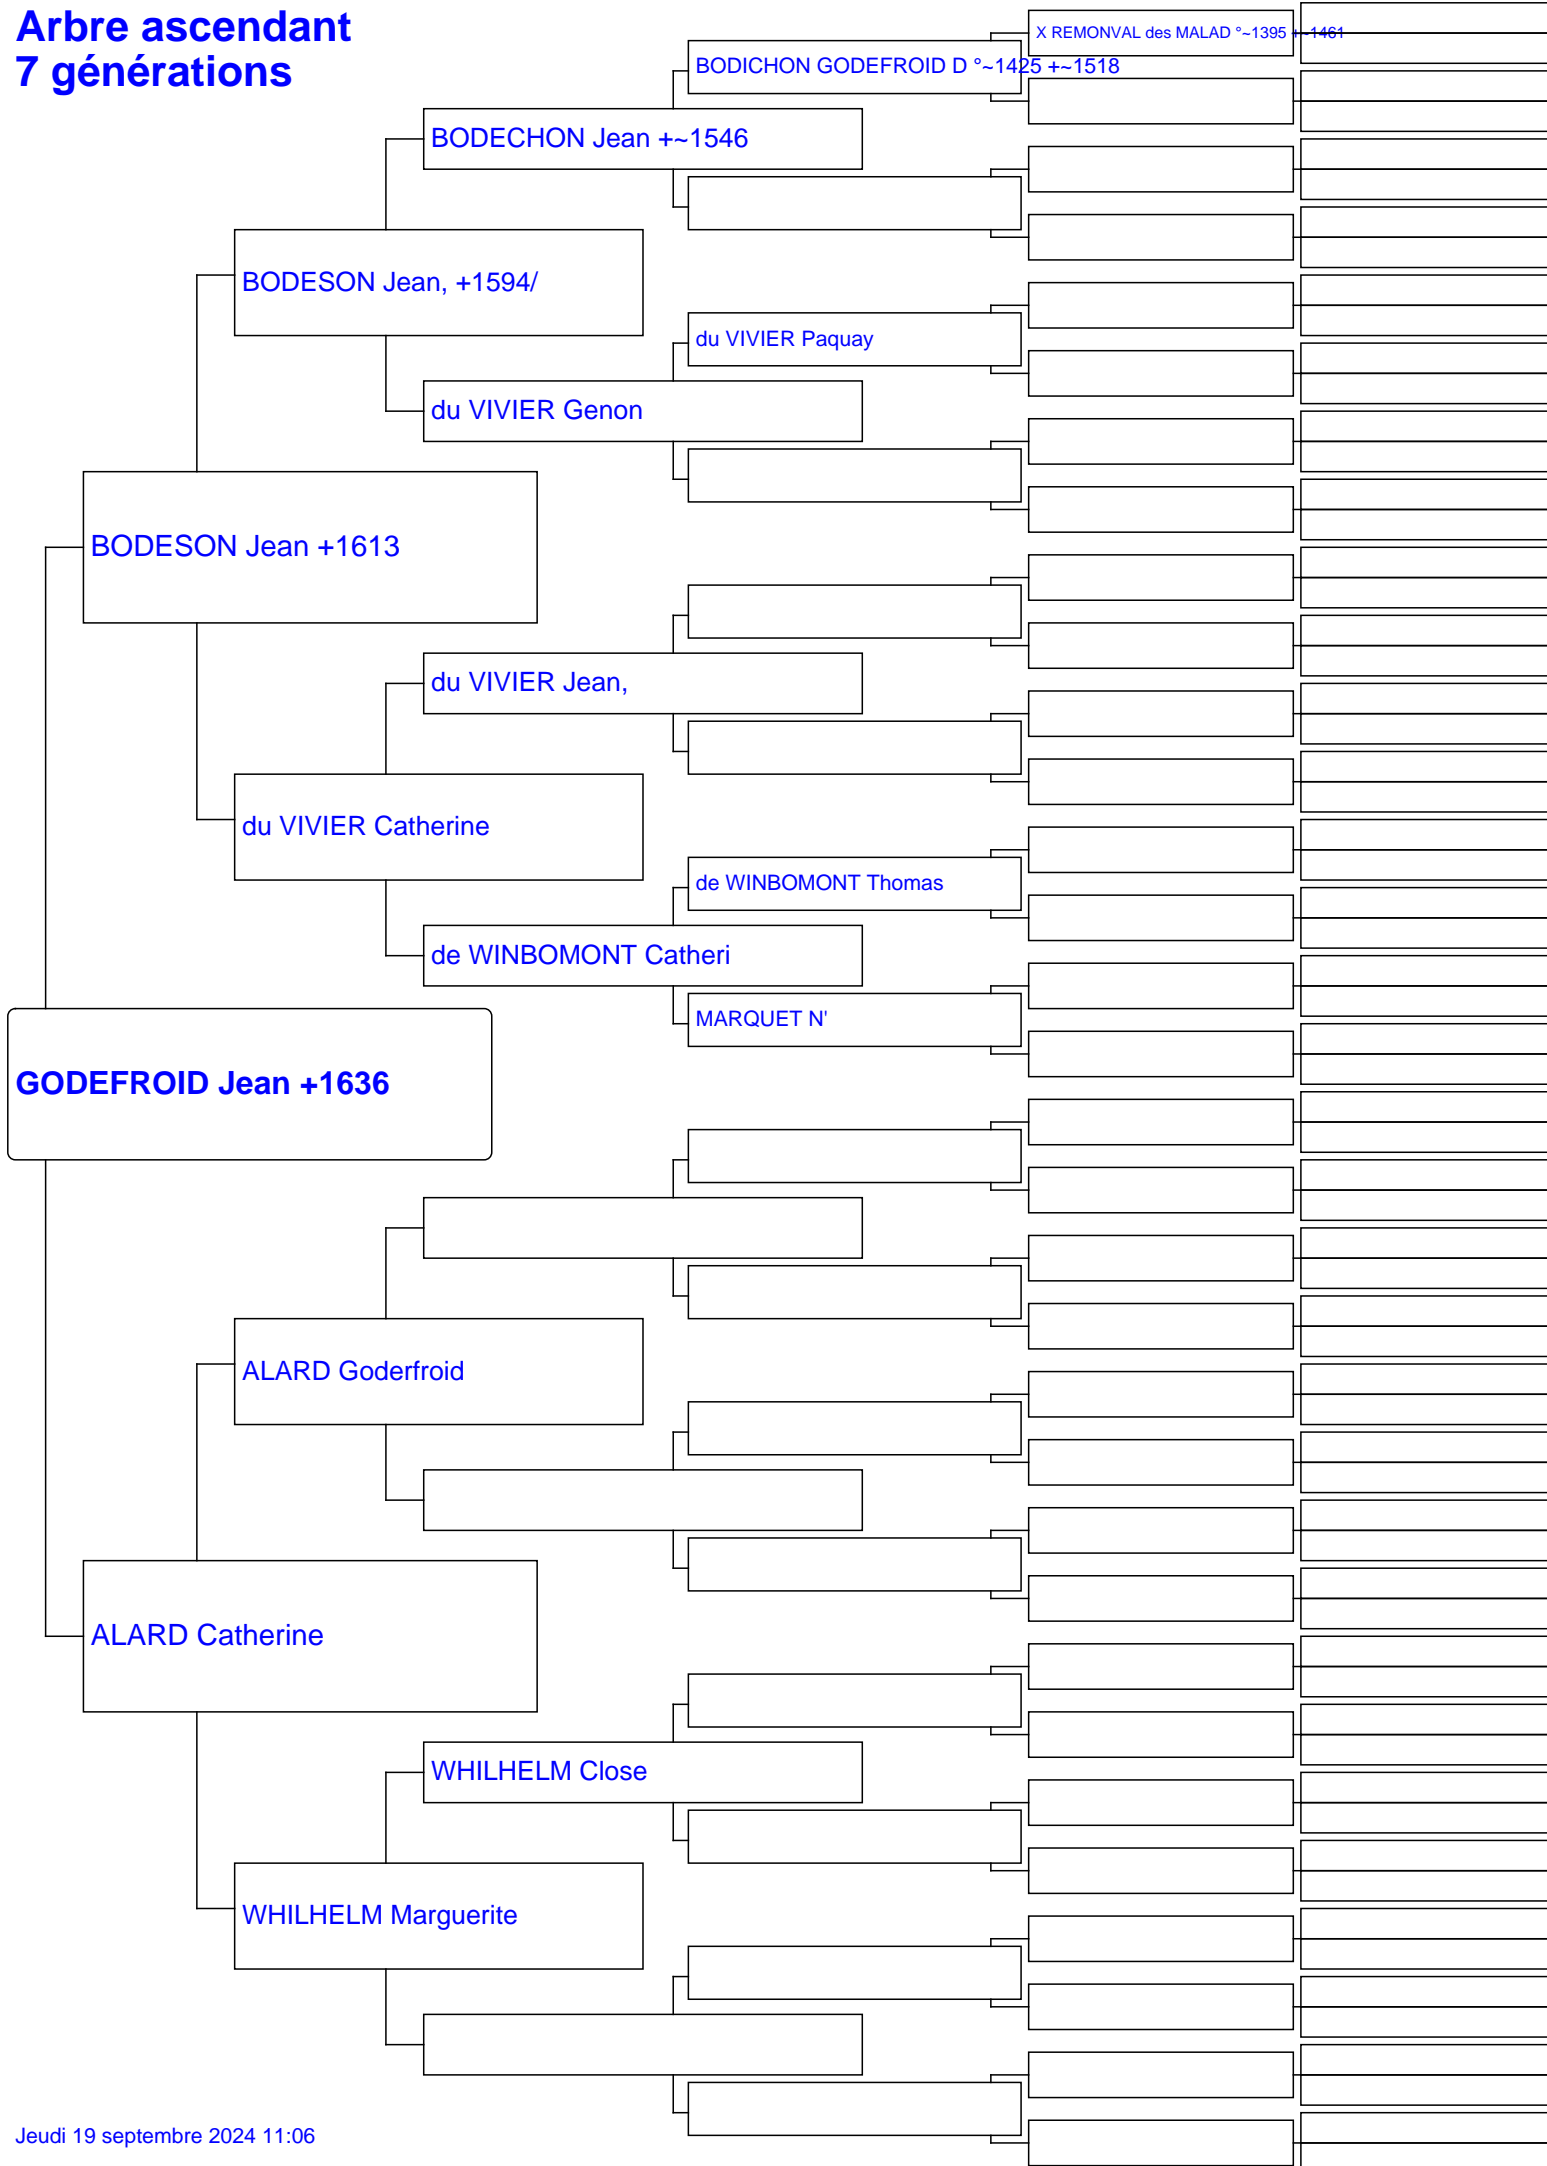 Arbre ascendant
7 générations
X REMONVAL des MALAD °~1395 +~1461
BODICHON GODEFROID D °~1425 +~1518
BODECHON Jean +~1546
BODESON Jean, +1594/
du VIVIER Paquay
du VIVIER Genon
BODESON Jean +1613
du VIVIER Jean,
du VIVIER Catherine
de WINBOMONT Thomas
de WINBOMONT Catheri
MARQUET N'
GODEFROID Jean +1636
ALARD Goderfroid
ALARD Catherine
WHILHELM Close
WHILHELM Marguerite
Jeudi 19 septembre 2024 11:06